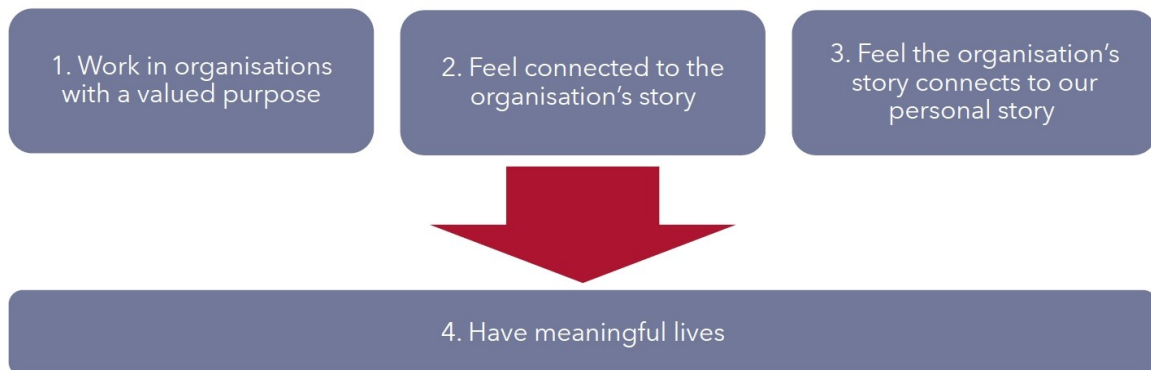 1. Work in organisations
with a valued purpose
2. Feel connected to the
organisation’s story
3. Feel the organisation’s
story connects to our
personal story
4. Have meaningful lives